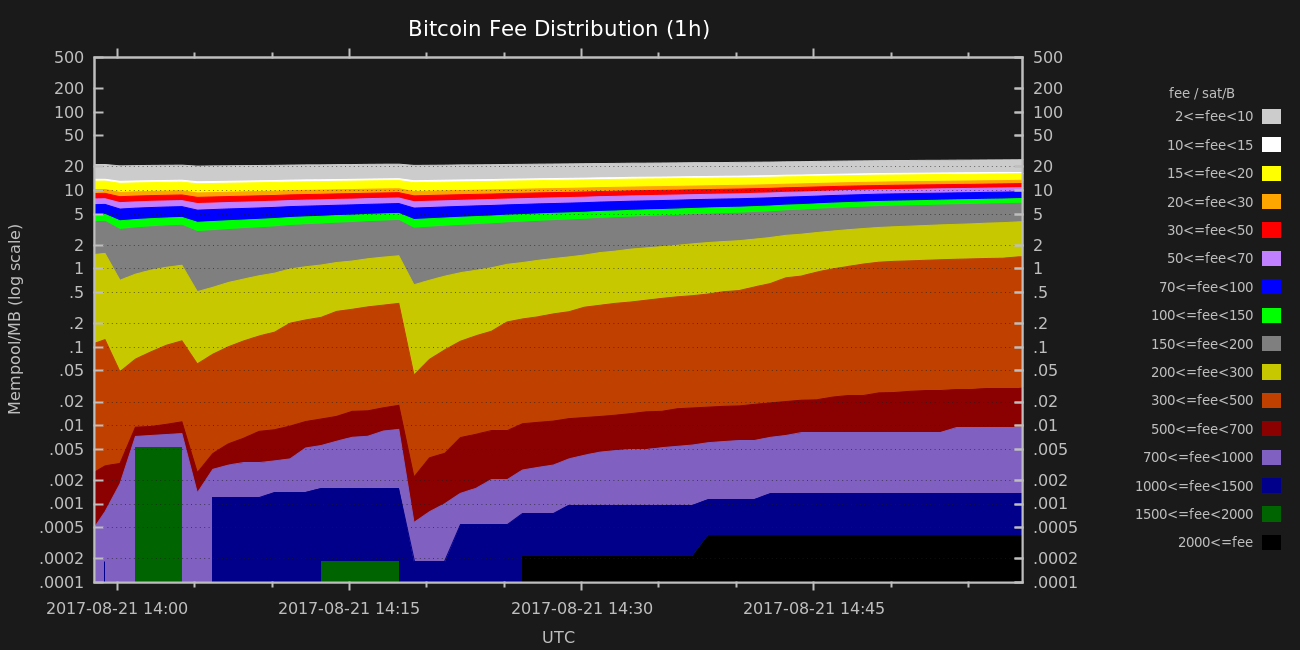 Bitcoin Fee Distribution (1h)
500
200
100
50
20
10
5
2
1
.5
.2
.1
.05
.02
.01
.005
.002
.001
.0005
.0002
.0001
Mempool/MB (log scale)
500
200
100
50
20
10
5
2
1
.5
.2
.1
.05
.02
.01
.005
.002
.001
.0005
.0002
.0001
2017-08-21 14:00
2017-08-21 14:15
2017-08-21 14:30
2017-08-21 14:45
UTC
fee / sat/B
2<=fee<10
10<=fee<15
15<=fee<20
20<=fee<30
30<=fee<50
50<=fee<70
70<=fee<100
100<=fee<150
150<=fee<200
200<=fee<300
300<=fee<500
500<=fee<700
700<=fee<1000
1000<=fee<1500
1500<=fee<2000
2000<=fee